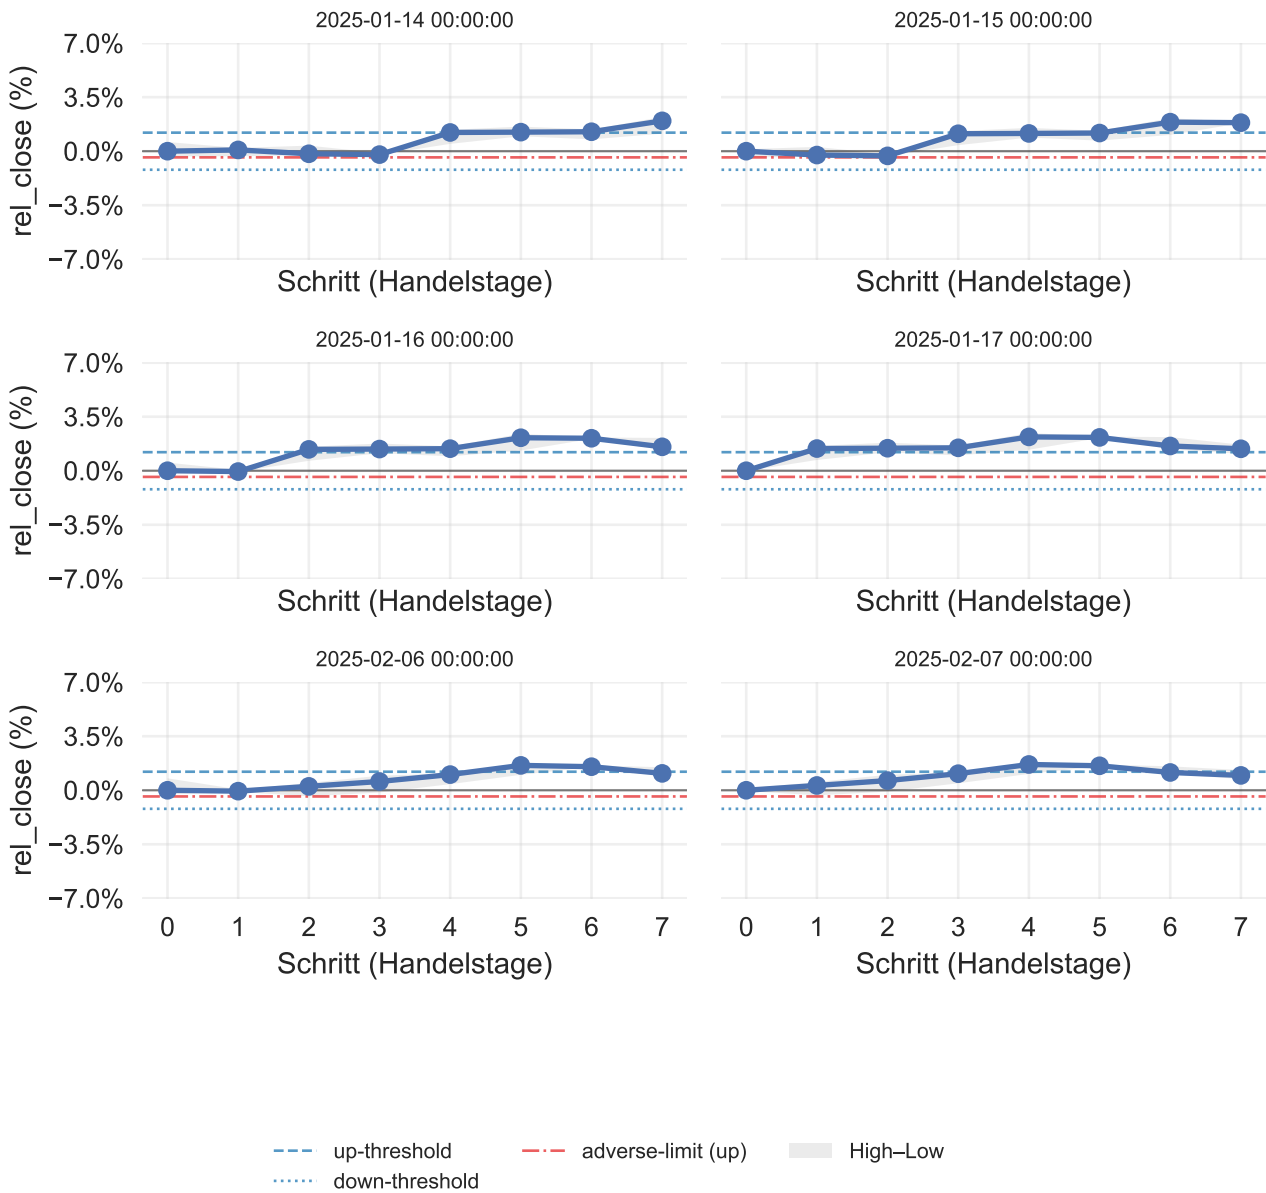 2025-01-14 00:00:00
2025-01-15 00:00:00
7.0%
3.5%
0.0%
−3.5%
−7.0%
rel_close (%)
Schritt (Handelstage)
Schritt (Handelstage)
2025-01-16 00:00:00
2025-01-17 00:00:00
7.0%
3.5%
0.0%
−3.5%
−7.0%
rel_close (%)
Schritt (Handelstage)
Schritt (Handelstage)
2025-02-06 00:00:00
2025-02-07 00:00:00
7.0%
3.5%
0.0%
−3.5%
−7.0%
rel_close (%)
0 1 2 3 4 5 6 7
0 1 2 3 4 5 6 7
Schritt (Handelstage)
Schritt (Handelstage)
up-threshold
down-threshold
adverse-limit (up)
High–Low